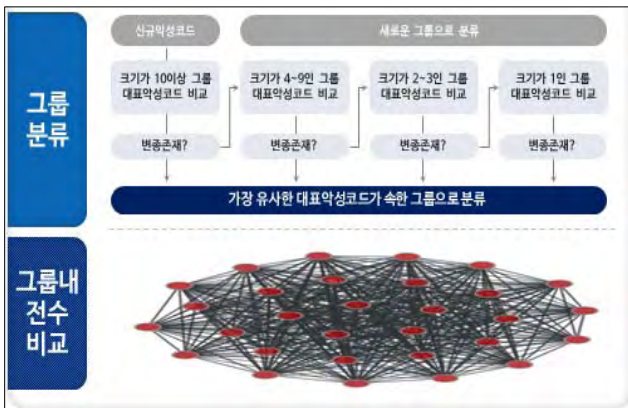 신규악성코드
새로운 그룹으로 분류
그룹
분류
크기가 10이상 그룹
대표악성코드 비교
크기가 4~9인 그룹
대표악성코드 비교
크기가 2~3인 그룹
대표악성코드 비교
크기가 1인 그룹
대표악성코드 비교
변종존재?
변종존재?
변종존재?
변종존재?
가장 유사한 대표악성코드가 속한 그룹으로 분류
그룹내
전수
비교